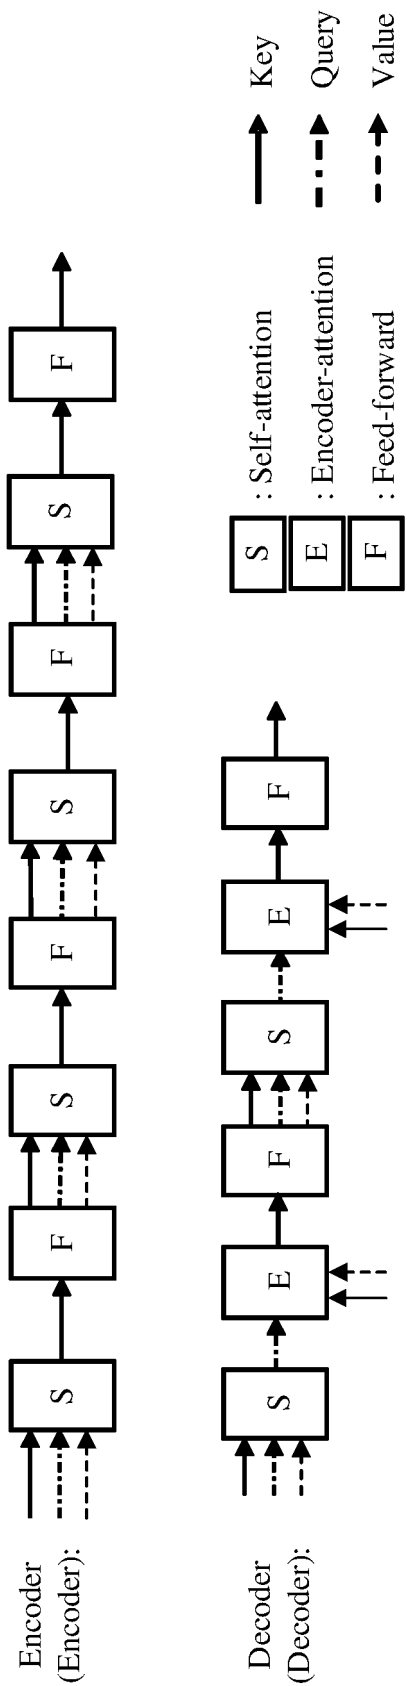 Encoder
(Encoder):
S
F
S
F
S
F
S
F
Decoder
(Decoder):
S
E
F
S
E
F
S : Self-attention
E : Encoder-attention
F : Feed-forward
Key
Query
Value